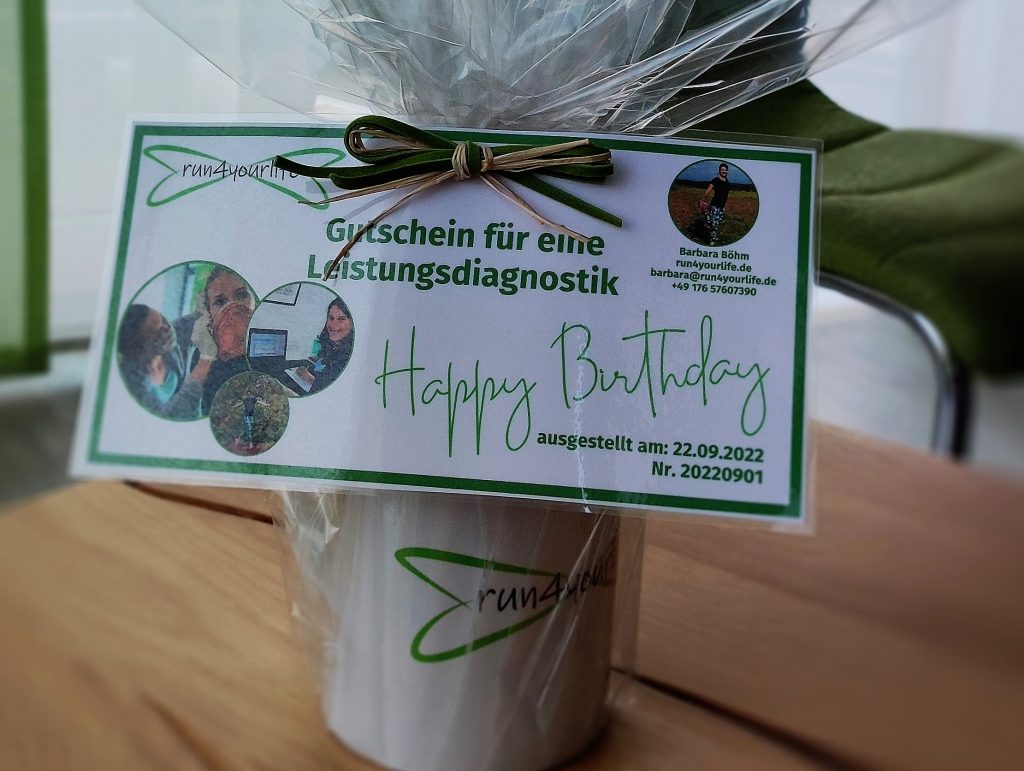 run4yourlife
Gutschein für eine
Leistungsdiagnostik
Barbara Böhm
run4yourlife.de
barbara@run4yourlife.de
+49 176 57607390
Happy Birthday
ausgestellt am: 22.09.2022
Nr. 20220901
run4your